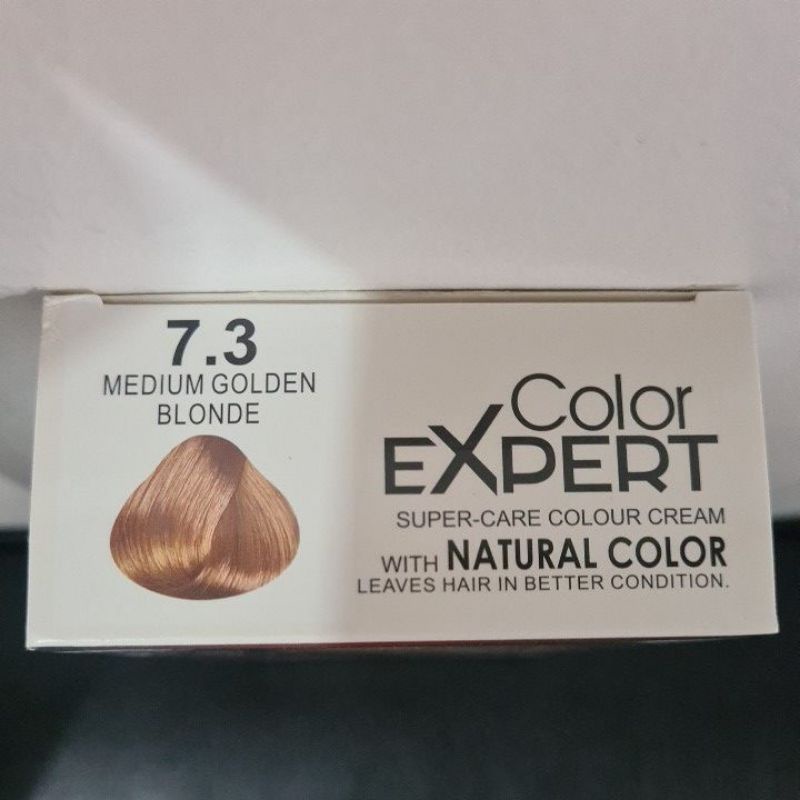 7.3
MEDIUM GOLDEN
BLONDE
Color
EXPERT
SUPER-CARE COLOUR CREAM
WITH NATURAL COLOR
LEAVES HAIR IN BETTER CONDITION.